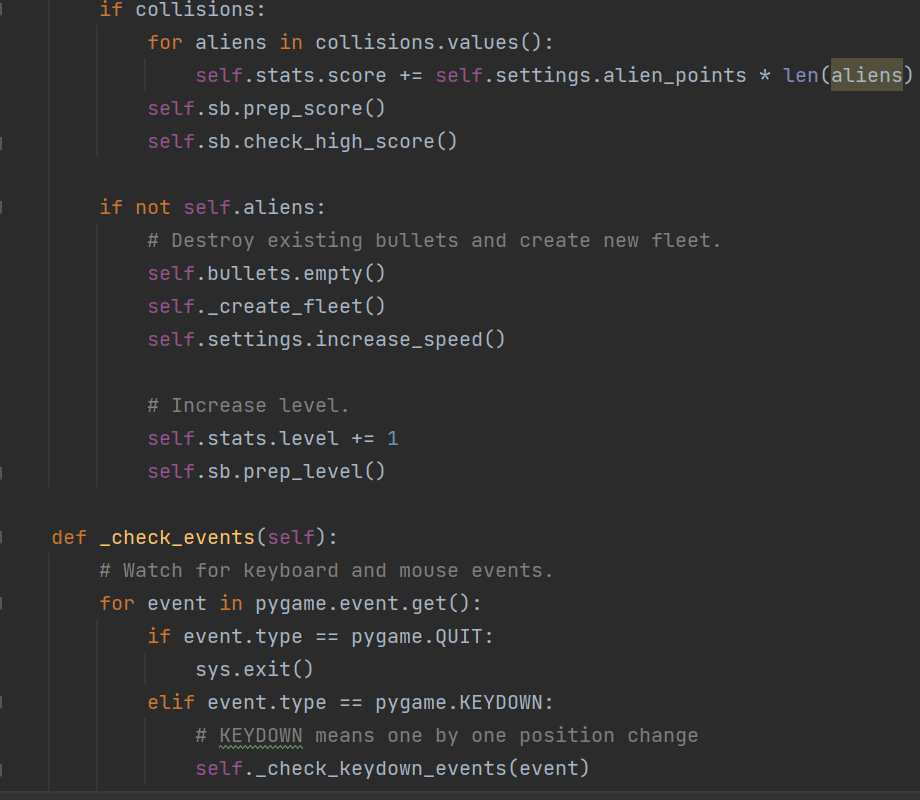 if collisions:
for aliens in collisions.values():
self.stats.score += self.settings.alien_points * len(aliens)
self.sb.prep_score()
self.sb.check_high_score()
if not self.aliens:
# Destroy existing bullets and create new fleet.
self.bullets.empty()
self._create_fleet()
self.settings.increase_speed()
# Increase level.
self.stats.level += 1
self.sb.prep_level()
def _check_events(self):
# Watch for keyboard and mouse events.
for event in pygame.event.get():
if event.type == pygame.QUIT:
sys.exit()
elif event.type == pygame.KEYDOWN:
# KEYDOWN means one by one position change
self._check_keydown_events(event)